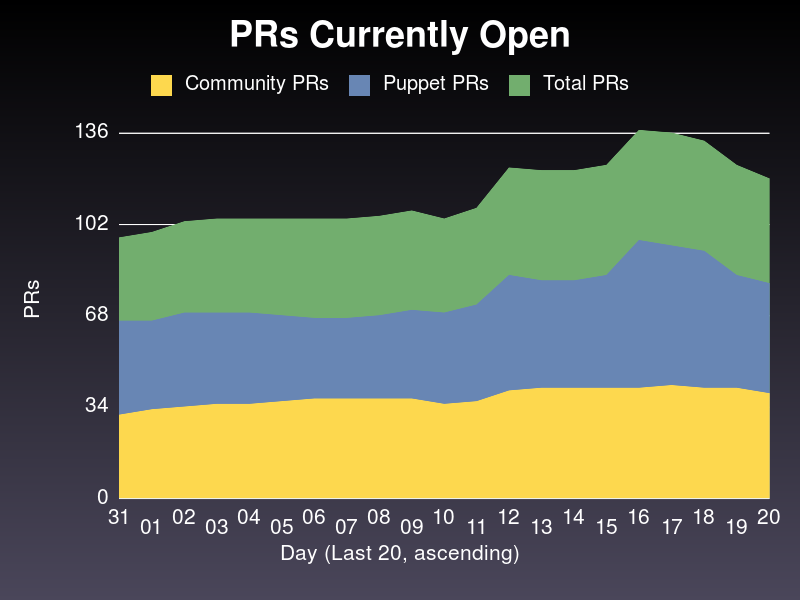 PRs Currently Open
Community PRs Puppet PRs Total PRs
136
102
68
34
0
PRs
31 01 02 03 04 05 06 07 08 09 10 11 12 13 14 15 16 17 18 19 20
Day (Last 20, ascending)